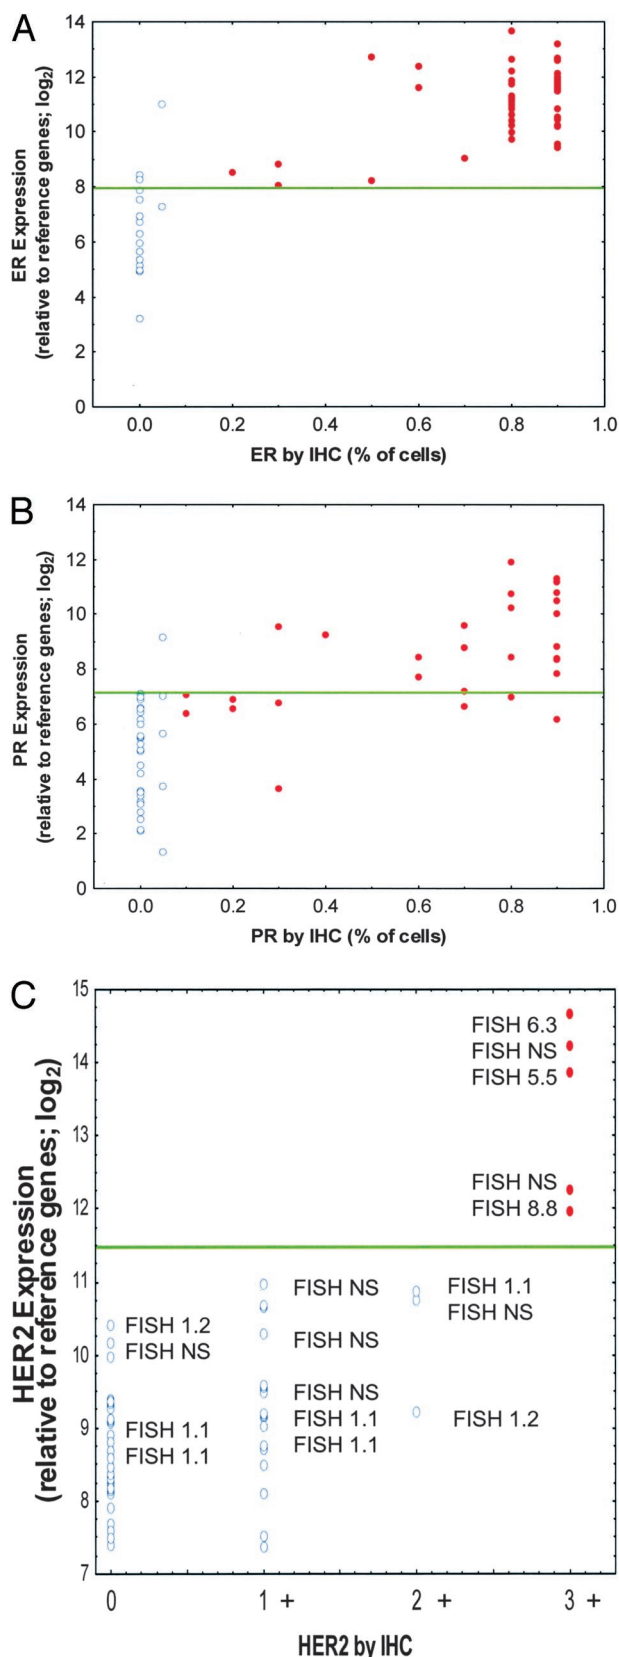 A
14
12
10
8
6
4
2
0
ER Expression
(relative to reference genes; log2)
0.0 0.2 0.4 0.6 0.8 1.0
ER by IHC (% of cells)
B
14
12
10
8
6
4
2
0
PR Expression
(relative to reference genes; log2)
0.0 0.2 0.4 0.6 0.8 1.0
PR by IHC (% of cells)
C
15
14
13
12
11
10
9
8
7
HER2 Expression
(relative to reference genes; log2)
FISH 6.3
FISH NS
FISH 5.5
FISH NS
FISH 8.8
FISH NS
FISH 1.1
FISH NS
FISH 1.2
FISH NS
FISH NS
FISH NS
FISH 1.1
FISH 1.2
FISH 1.1
FISH 1.1
FISH 1.1
0 1 + 2 + 3 +
HER2 by IHC